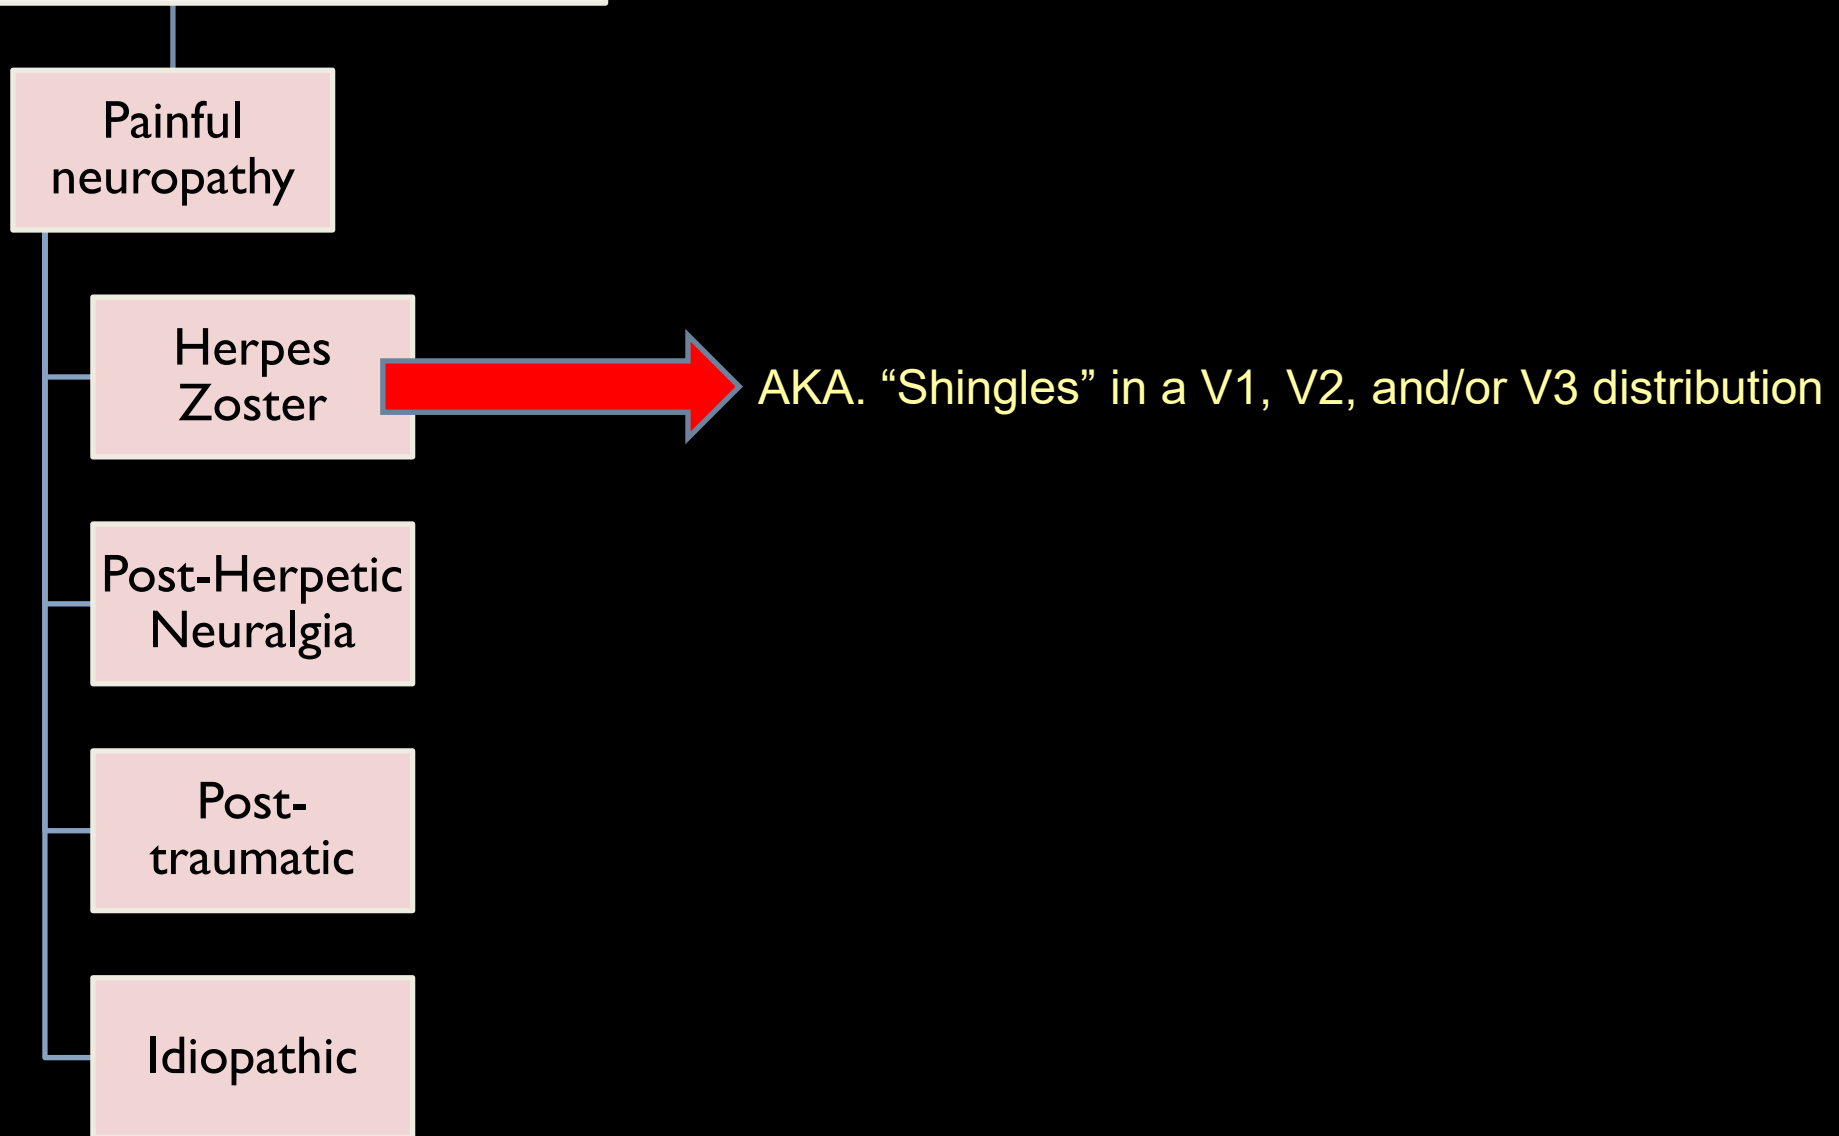 Painful
neuropathy
Herpes
Zoster
AKA. “Shingles” in a V1, V2, and/or V3 distribution
Post-Herpetic
Neuralgia
Post-
traumatic
Idiopathic